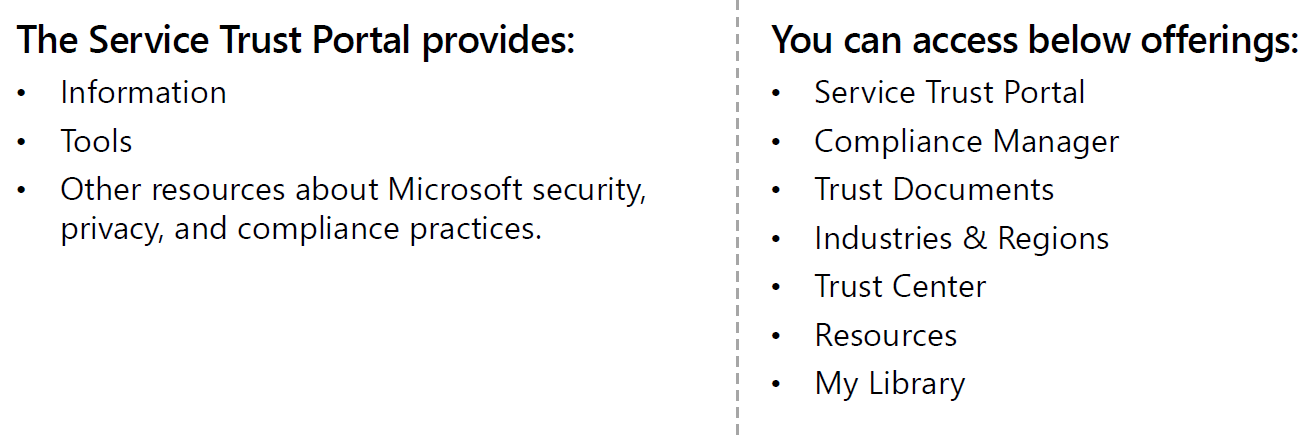 The Service Trust Portal provides:
• Information
• Tools
• Other resources about Microsoft security,
privacy, and compliance practices.
You can access below offerings:
• Service Trust Portal
• Compliance Manager
• Trust Documents
• Industries & Regions
• Trust Center
• Resources
• My Library